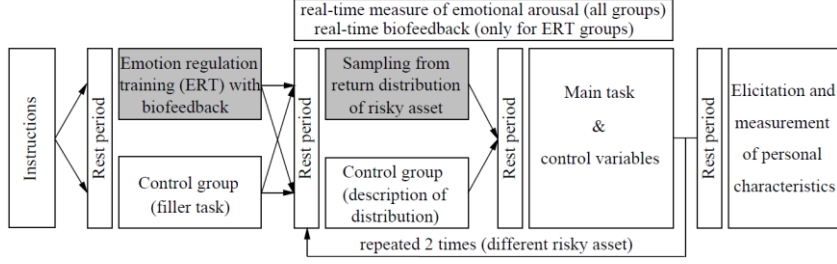 real-time measure of emotional arousal (all groups)
real-time biofeedback (only for ERT groups)
Instructions
Rest period
Emotion regulation
training (ERT) with
biofeedback
Control group
(filler task)
Rest period
Sampling from
return distribution
of risky asset
Control group
(description of
distribution)
Rest period
Main task
&
control variables
Rest period
Elicitation and
measurement
of personal
characteristics
repeated 2 times (different risky asset)